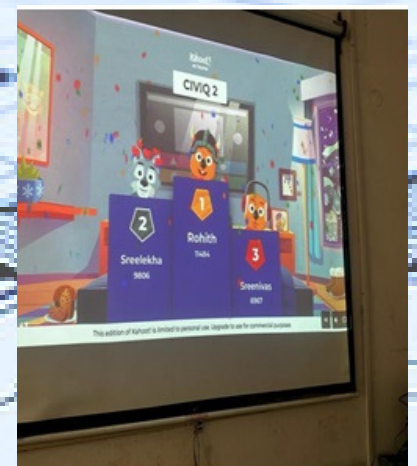 Kahoot!
CIVIQ 2
1
Rohith
11484
2
Sreelekha
9806
3
Sreenivas
6967
This edition of Kahoot! is limited to personal use. Upgrade to use for commercial purposes